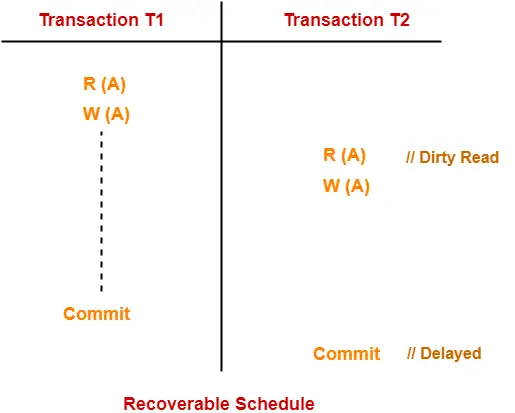 Transaction T1 Transaction T2
R (A)
W (A)
R (A) // Dirty Read
W (A)
Commit
Commit // Delayed
Recoverable Schedule